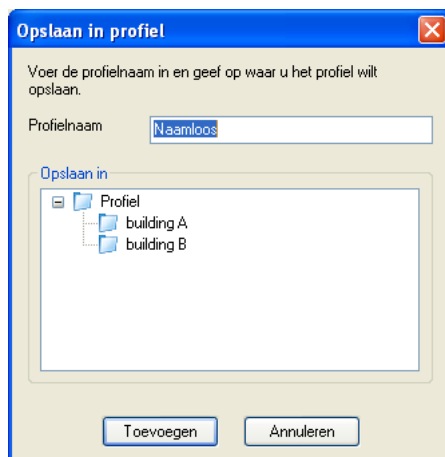 Opslaan in profiel
Voer de profielnaam in en geef op waar u het profiel wilt
opslaan.
Profielnaam Naamloos
Opslaan in
Profiel
building A
building B
Toevoegen Annuleren